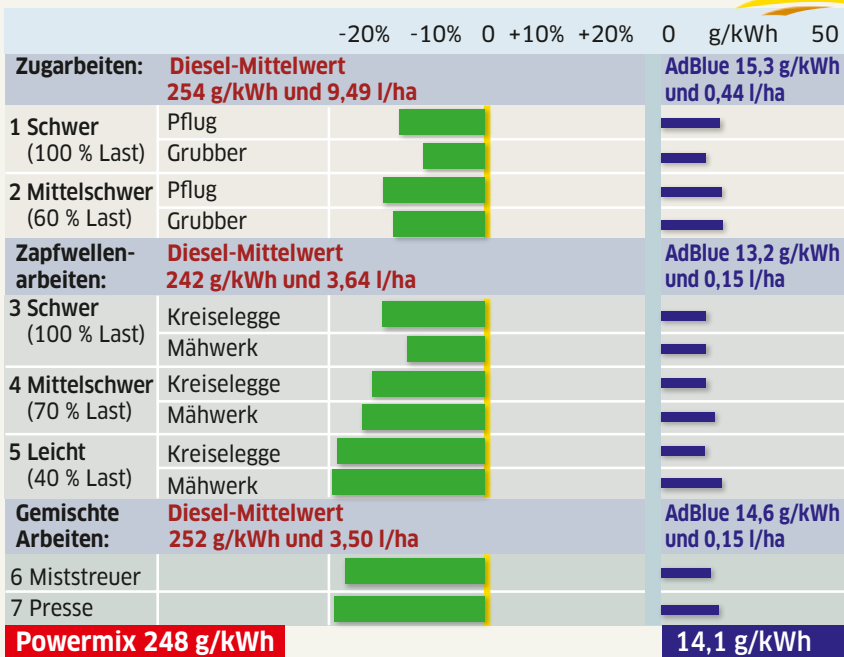 -20% -10% 0 +10% +20% 0 g/kWh 50
Zugarbeiten: Diesel-Mittelwert AdBlue 15,3 g/kWh
254 g/kWh und 9,49 l/ha und 0,44 l/ha
1 Schwer Pflug
(100 % Last) Grubber
2 Mittelschwer Pflug
(60 % Last) Grubber
Zapfwellen- Diesel-Mittelwert AdBlue 13,2 g/kWh
arbeiten: 242 g/kWh und 3,64 l/ha und 0,15 l/ha
3 Schwer Kreiselegge
(100 % Last) Mähwerk
4 Mittelschwer Kreiselegge
(70 % Last) Mähwerk
5 Leicht Kreiselegge
(40 % Last) Mähwerk
Gemischte Diesel-Mittelwert AdBlue 14,6 g/kWh
Arbeiten: 252 g/kWh und 3,50 l/ha und 0,15 l/ha
6 Miststreuer
7 Presse
Powermix 248 g/kWh 14,1 g/kWh